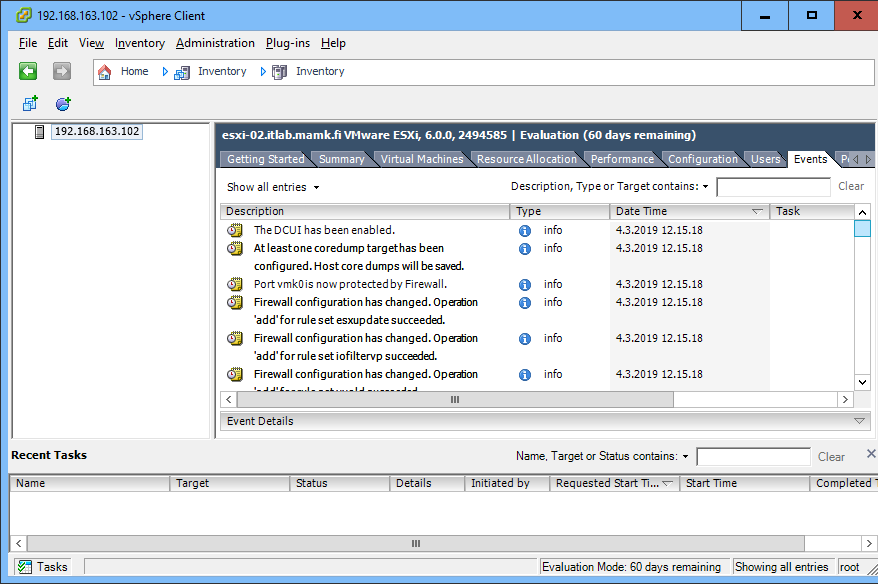 192.168.163.102 - vSphere Client
File Edit View Inventory Administration Plug-ins Help
Home Inventory Inventory
192.168.163.102
esxi-02.itlab.mamk.fi VMware ESXi, 6.0.0, 2494585 | Evaluation (60 days remaining)
Getting Started Summary Virtual Machines Resource Allocation Performance Configuration Users Events
Show all entries Description, Type or Target contains: Clear
Description Type Date Time Task
The DCUI has been enabled. info 4.3.2019 12.15.18
At least one coredump target has been info 4.3.2019 12.15.18
configured. Host core dumps will be saved.
Port vmk0 is now protected by Firewall. info 4.3.2019 12.15.18
Firewall configuration has changed. Operation info 4.3.2019 12.15.18
'add' for rule set esxupdate succeeded.
Firewall configuration has changed. Operation info 4.3.2019 12.15.18
'add' for rule set iofiltervp succeeded.
Firewall configuration has changed. Operation info 4.3.2019 12.15.18
'add' for rule set succeeded.
Event Details
Recent Tasks Name, Target or Status contains: Clear
Name Target Status Details Initiated by Requested Start Ti... Start Time Completed T
Tasks Evaluation Mode: 60 days remaining Showing all entries root